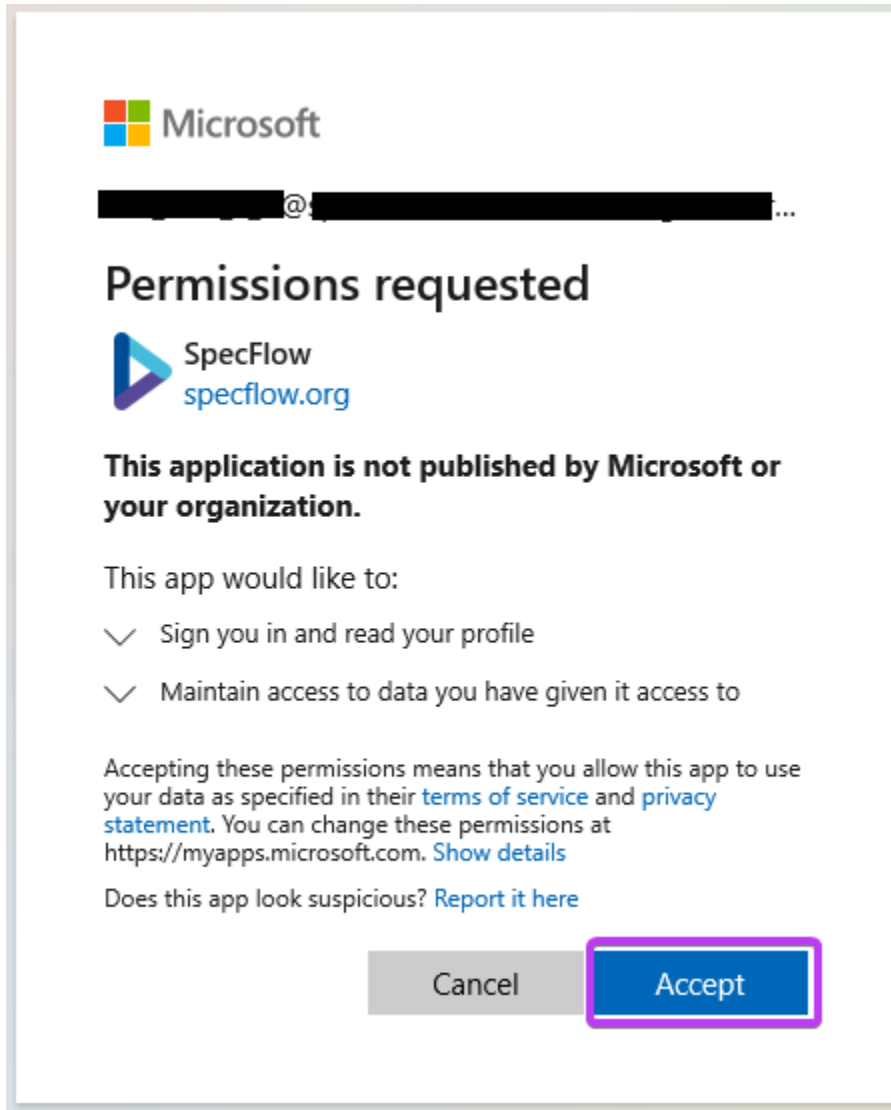 Microsoft
@
...
Permissions requested
SpecFlow
specflow.org
This application is not published by Microsoft or
your organization.
This app would like to:
Sign you in and read your profile
Maintain access to data you have given it access to
Accepting these permissions means that you allow this app to use
your data as specified in their terms of service and privacy
statement. You can change these permissions at
https://myapps.microsoft.com. Show details
Does this app look suspicious? Report it here
Cancel
Accept